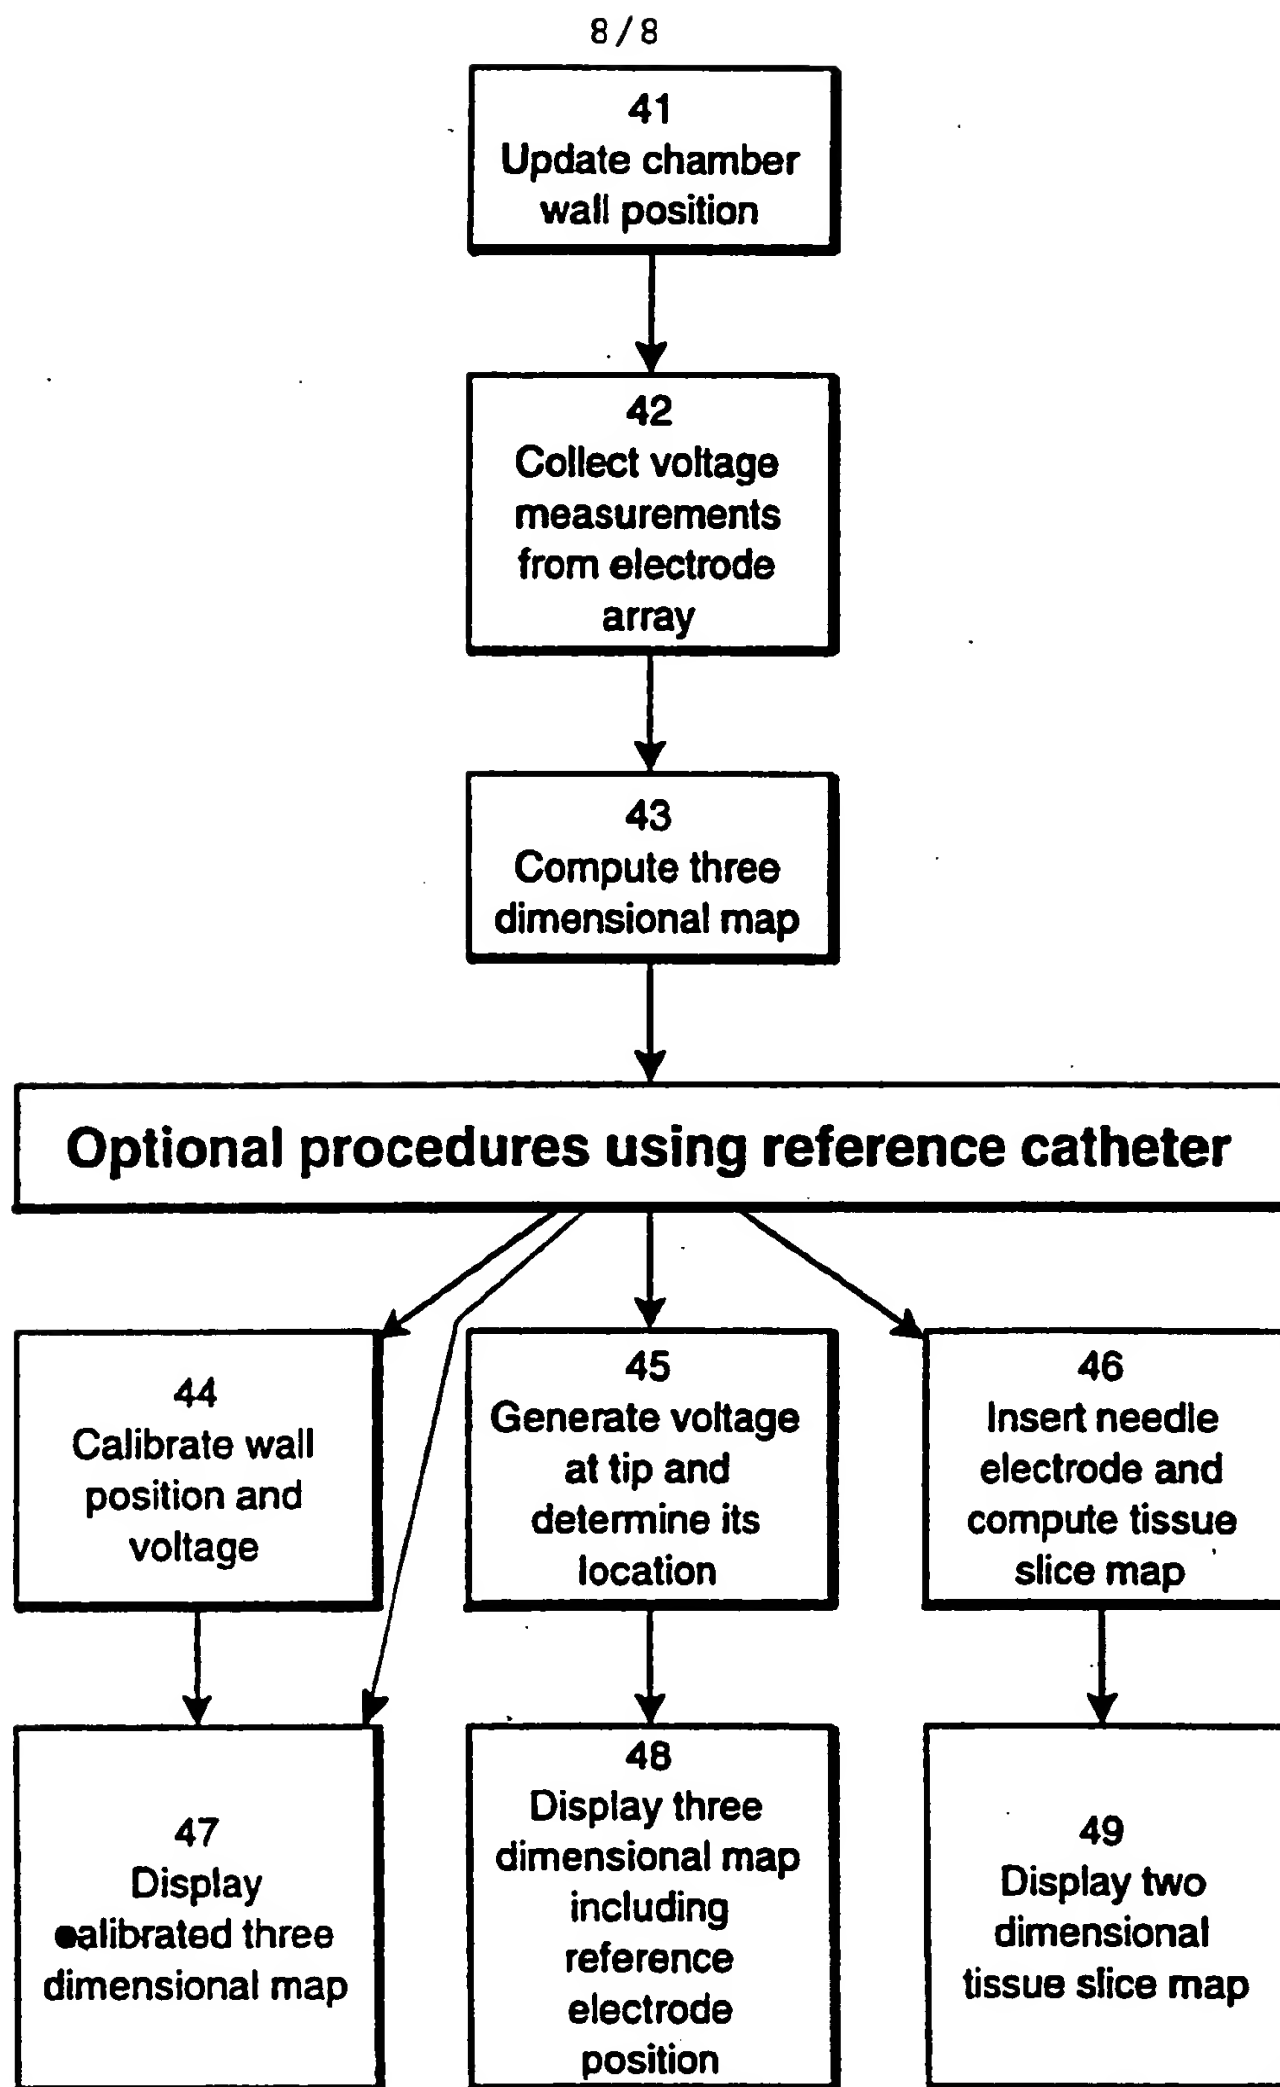 8/8
41
Update chamber
wall position
42
Collect voltage
measurements
from electrode
array
43
Compute three
dimensional map
Optional procedures using reference catheter
44
Calibrate wall
position and
voltage
45
Generate voltage
at tip and
determine its
location
46
Insert needle
electrode and
compute tissue
slice map
47
Display
calibrated three
dimensional map
48
Display three
dimensional map
including
reference
electrode
position
49
Display two
dimensional
tissue slice map